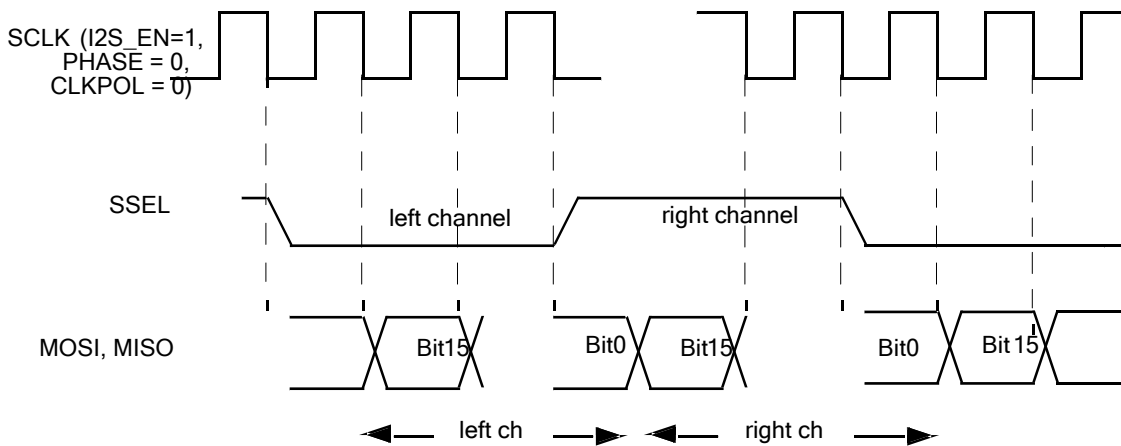 SCLK (I2S_EN=1,
PHASE = 0,
CLKPOL = 0)
SSEL
left channel
right channel
MOSI, MISO
Bit15
Bit0
Bit15
Bit0
Bit 15
left ch
right ch